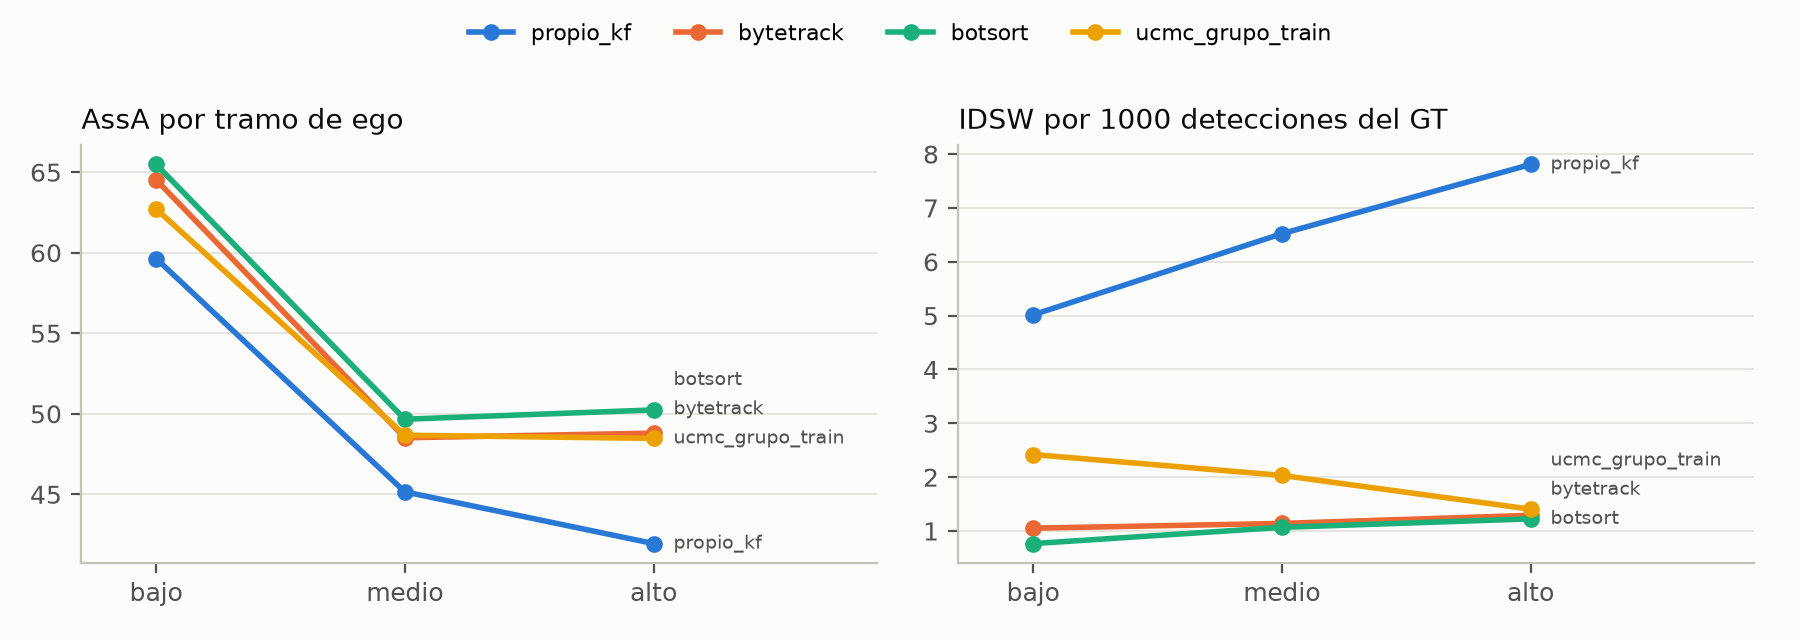 propio_kf bytetrack botsort ucmc_grupo_train
AssA por tramo de ego
65
60
55
50
45
botsort
bytetrack
ucmc_grupo_train
propio_kf
bajo medio alto
IDSW por 1000 detecciones del GT
8
7
6
5
4
3
2
1
propio_kf
ucmc_grupo_train
bytetrack
botsort
bajo medio alto